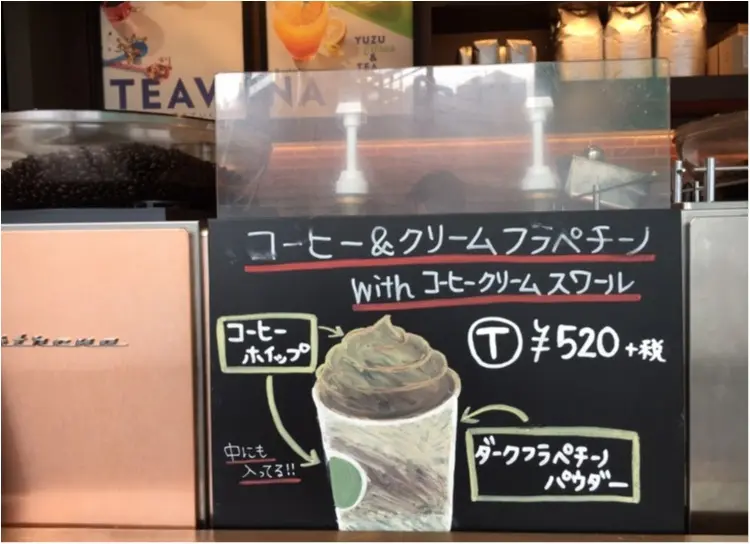 YUZU
& TEA
TEAVANA
コーヒー&クリームフラペチーノ
with コーヒークリームスワール
コーヒー
ホイップ
Ⓣ ¥520+税
中にも
入ってる!!
ダークフラペチーノ
パウダー